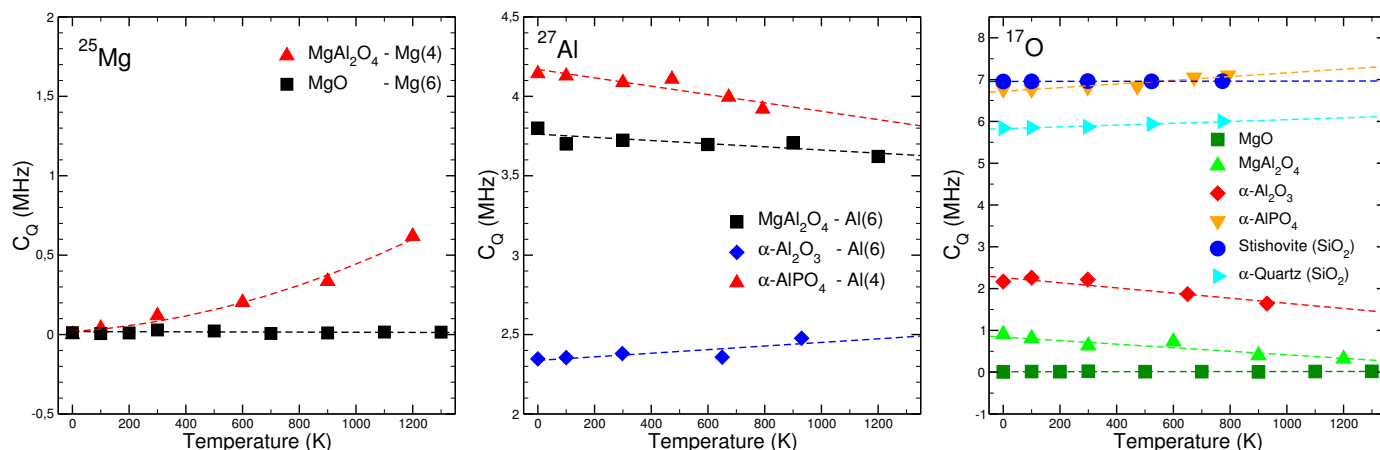 25Mg
MgAl2O4 - Mg(4)
MgO - Mg(6)
2
1,5
1
0,5
0
-0,5
CQ (MHz)
0 200 400 600 800 1000 1200
Temperature (K)
27Al
MgAl2O4 - Al(6)
α-Al2O3 - Al(6)
α-AlPO4 - Al(4)
4,5
4
3,5
3
2,5
2
CQ (MHz)
0 200 400 600 800 1000 1200
Temperature (K)
17O
MgO
MgAl2O4
α-Al2O3
α-AlPO4
Stishovite (SiO2)
α-Quartz (SiO2)
8
7
6
5
4
3
2
1
0
-1
CQ (MHz)
0 200 400 600 800 1000 1200
Temperature (K)